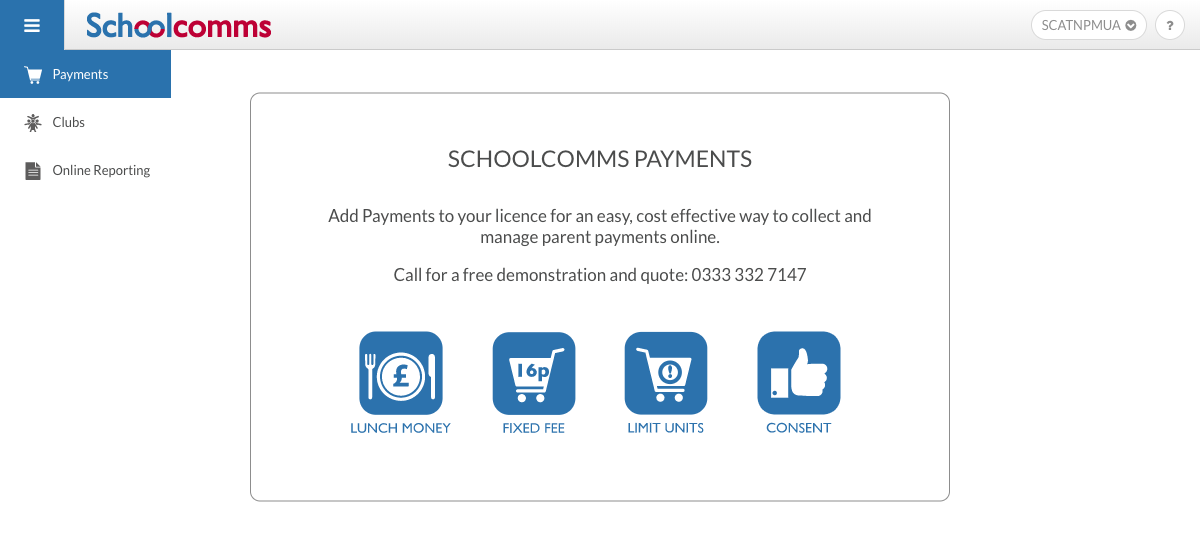 Schoolcomms
SCATNPMUA
?
Payments
Clubs
Online Reporting
SCHOOLCOMMS PAYMENTS
Add Payments to your licence for an easy, cost effective way to collect and
manage parent payments online.
Call for a free demonstration and quote: 0333 332 7147
£
16p
!
LUNCH MONEY
FIXED FEE
LIMIT UNITS
CONSENT